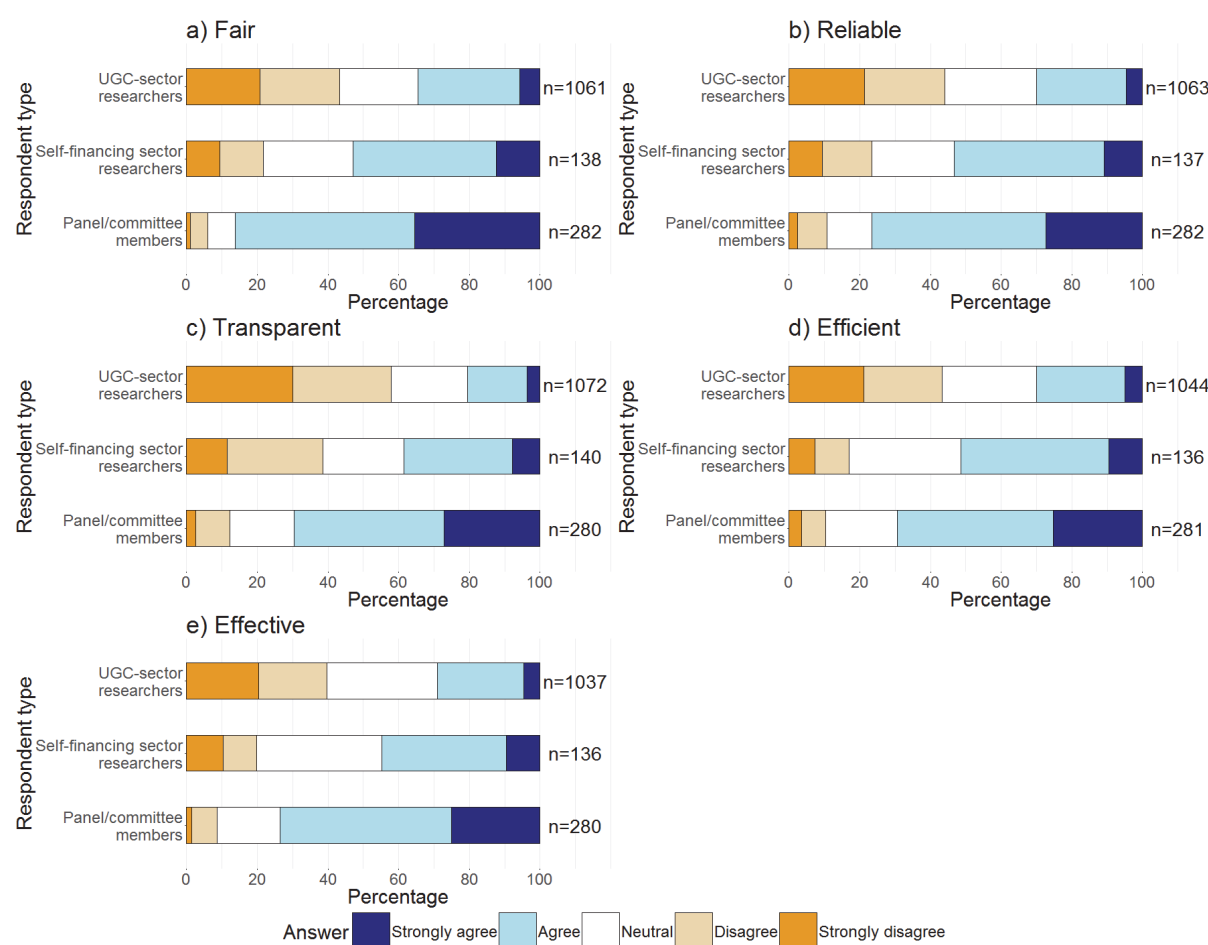 a) Fair
Respondent type
UGC-sector
researchers
n=1061
Self-financing sector
researchers
n=138
Panel/committee
members
n=282
0 20 40 60 80 100
Percentage
b) Reliable
Respondent type
UGC-sector
researchers
n=1063
Self-financing sector
researchers
n=137
Panel/committee
members
n=282
0 20 40 60 80 100
Percentage
c) Transparent
Respondent type
UGC-sector
researchers
n=1072
Self-financing sector
researchers
n=140
Panel/committee
members
n=280
0 20 40 60 80 100
Percentage
d) Efficient
Respondent type
UGC-sector
researchers
n=1044
Self-financing sector
researchers
n=136
Panel/committee
members
n=281
0 20 40 60 80 100
Percentage
e) Effective
Respondent type
UGC-sector
researchers
n=1037
Self-financing sector
researchers
n=136
Panel/committee
members
n=280
0 20 40 60 80 100
Percentage
Answer Strongly agree Agree Neutral Disagree Strongly disagree